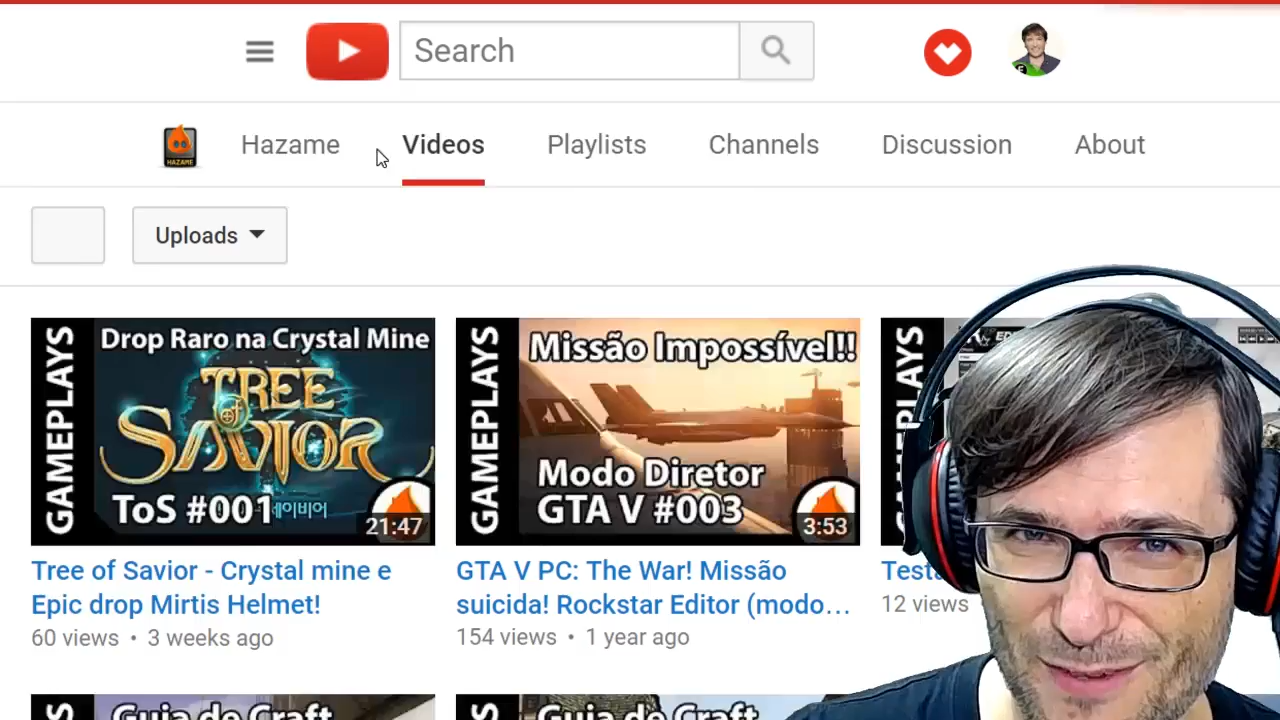 Search
Hazame
Videos
Playlists
Channels
Discussion
About
HAZAME
Uploads
GAMEPLAYS
Drop Raro na Crystal Mine
TREE
of
SAVIOR
ToS #001
21:47
GAMEPLAYS
Missão Impossível!!
Modo Diretor
GTA V #003
3:53
GAMEPLAYS
Tree of Savior - Crystal mine e
Epic drop Mirtis Helmet!
60 views • 3 weeks ago
GTA V PC: The War! Missão
suicida! Rockstar Editor (modo…
154 views • 1 year ago
12 views
Guia de Craft
Guia de Craft